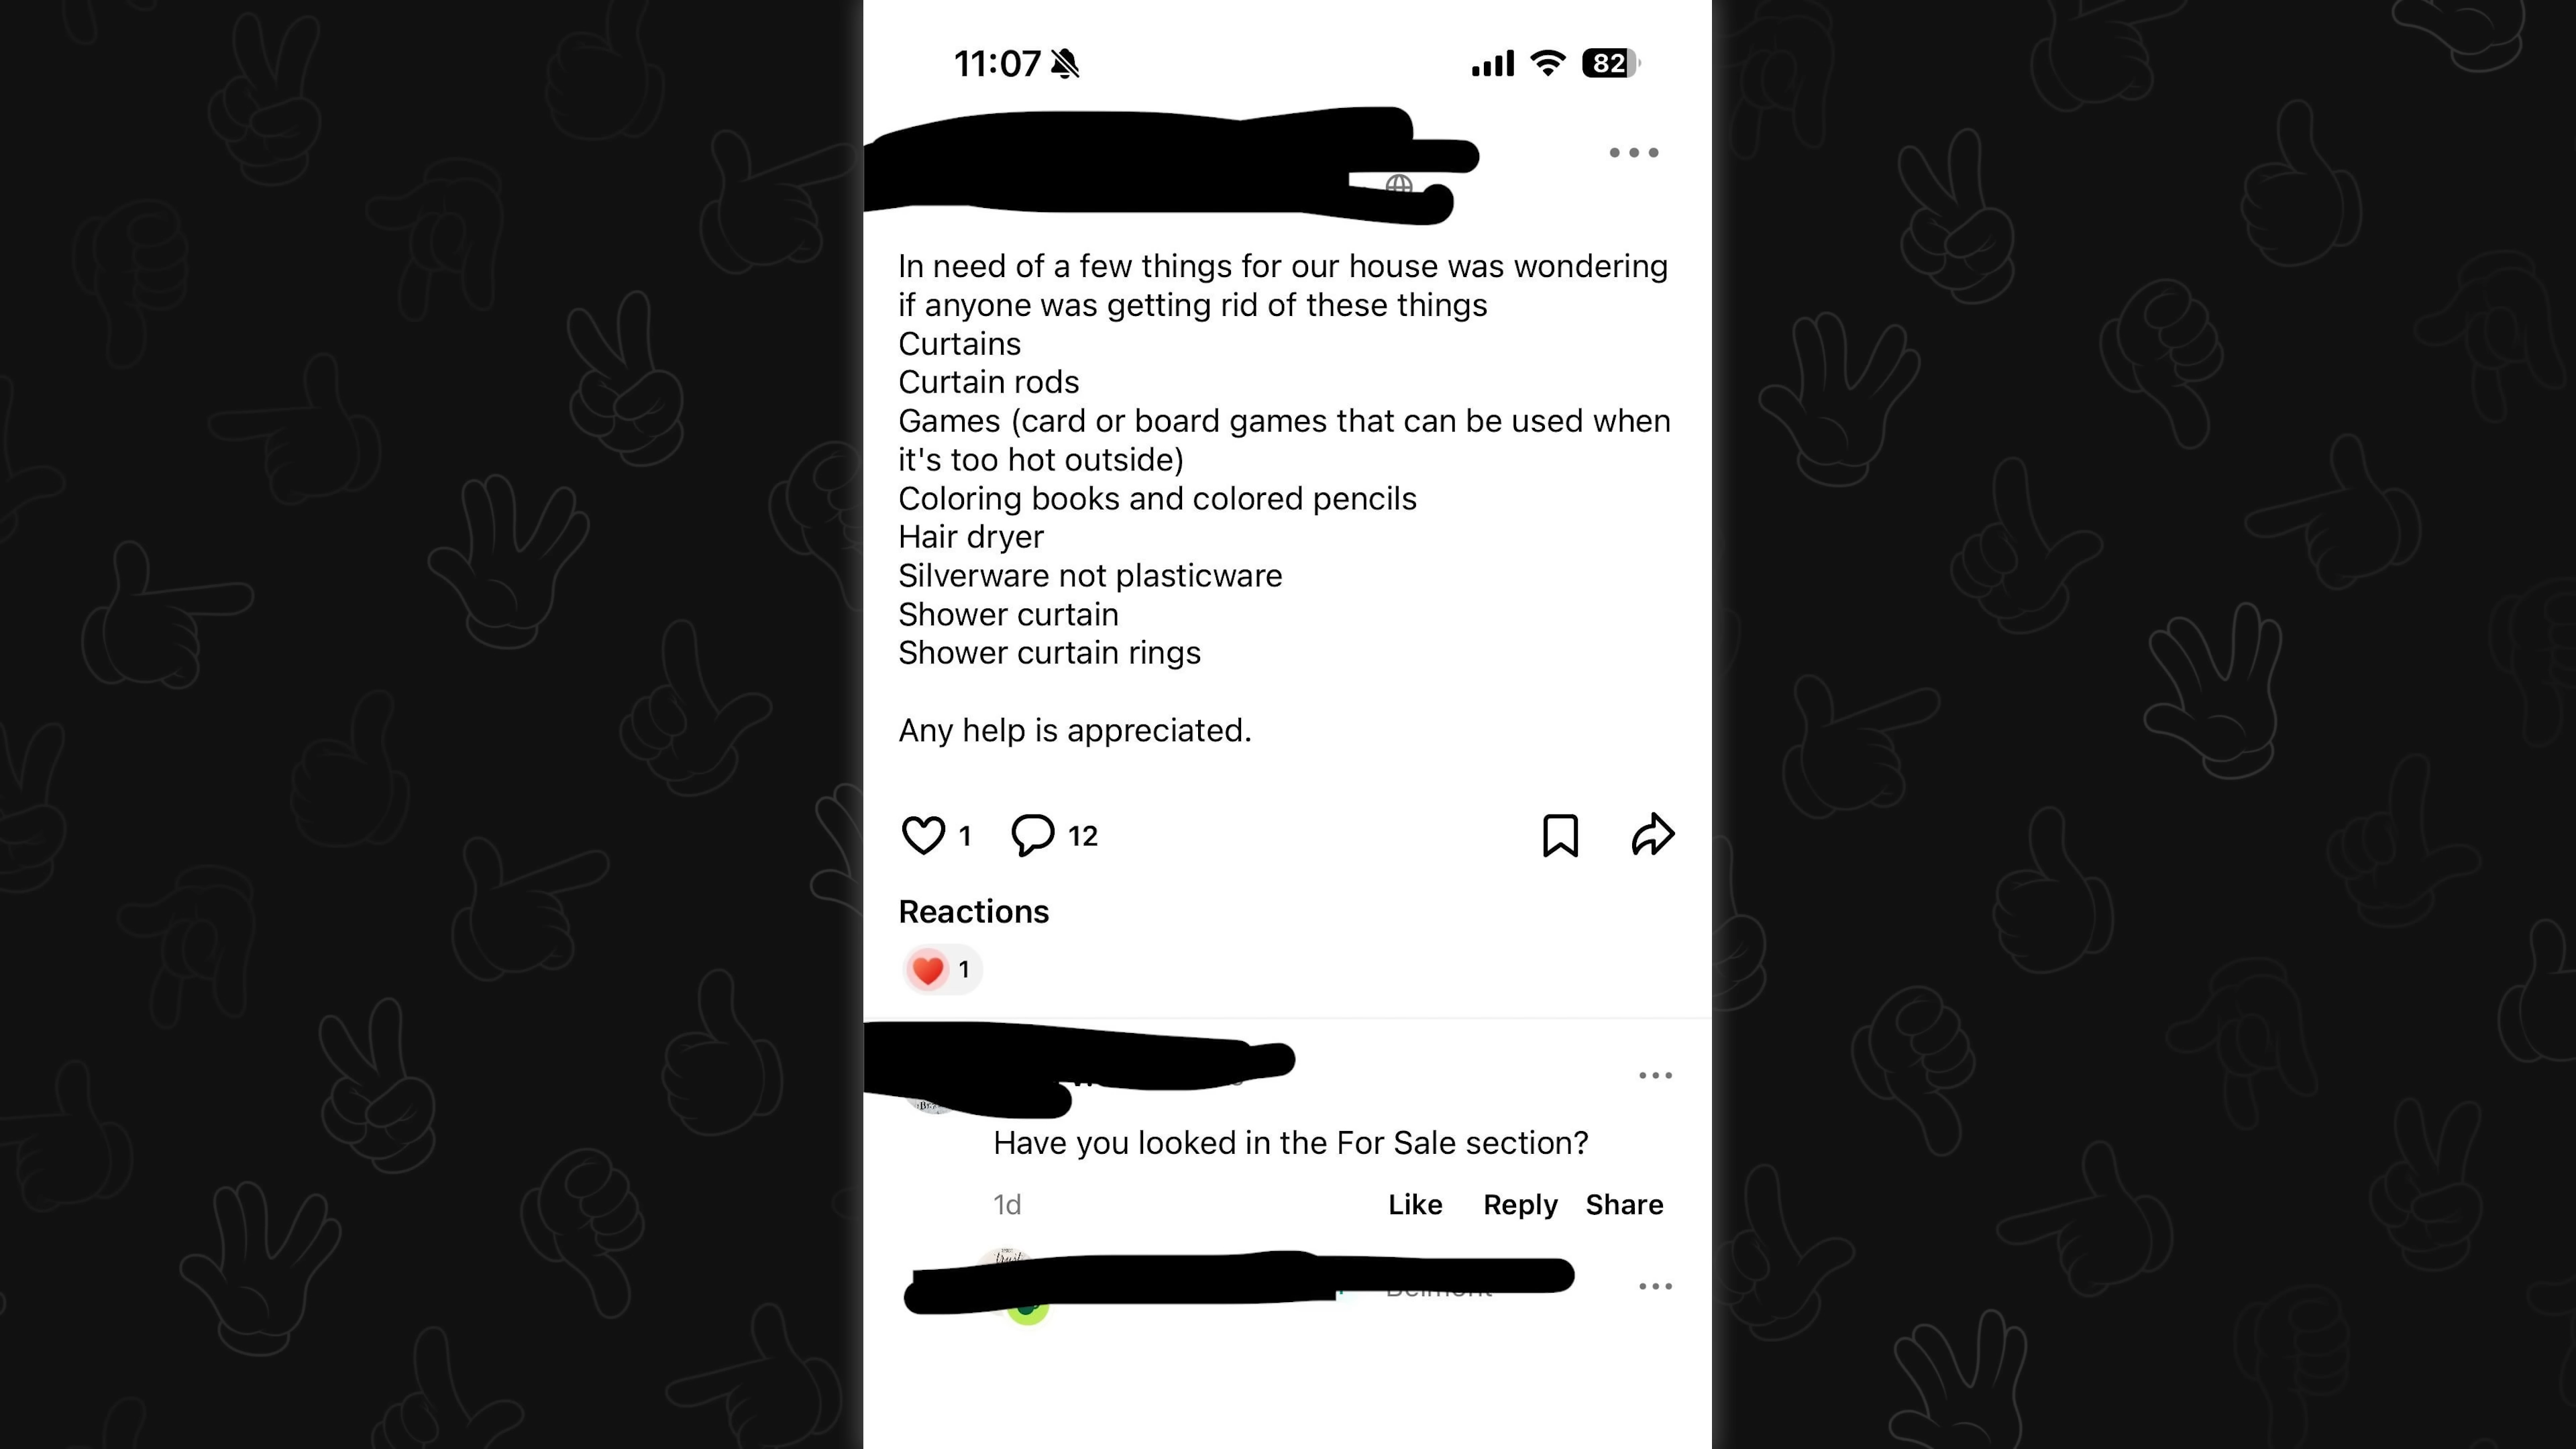 11:07
82
In need of a few things for our house was wondering
if anyone was getting rid of these things
Curtains
Curtain rods
Games (card or board games that can be used when
it's too hot outside)
Coloring books and colored pencils
Hair dryer
Silverware not plasticware
Shower curtain
Shower curtain rings
Any help is appreciated.
1 12
Reactions
1
Have you looked in the For Sale section?
1d Like Reply Share
Belmont